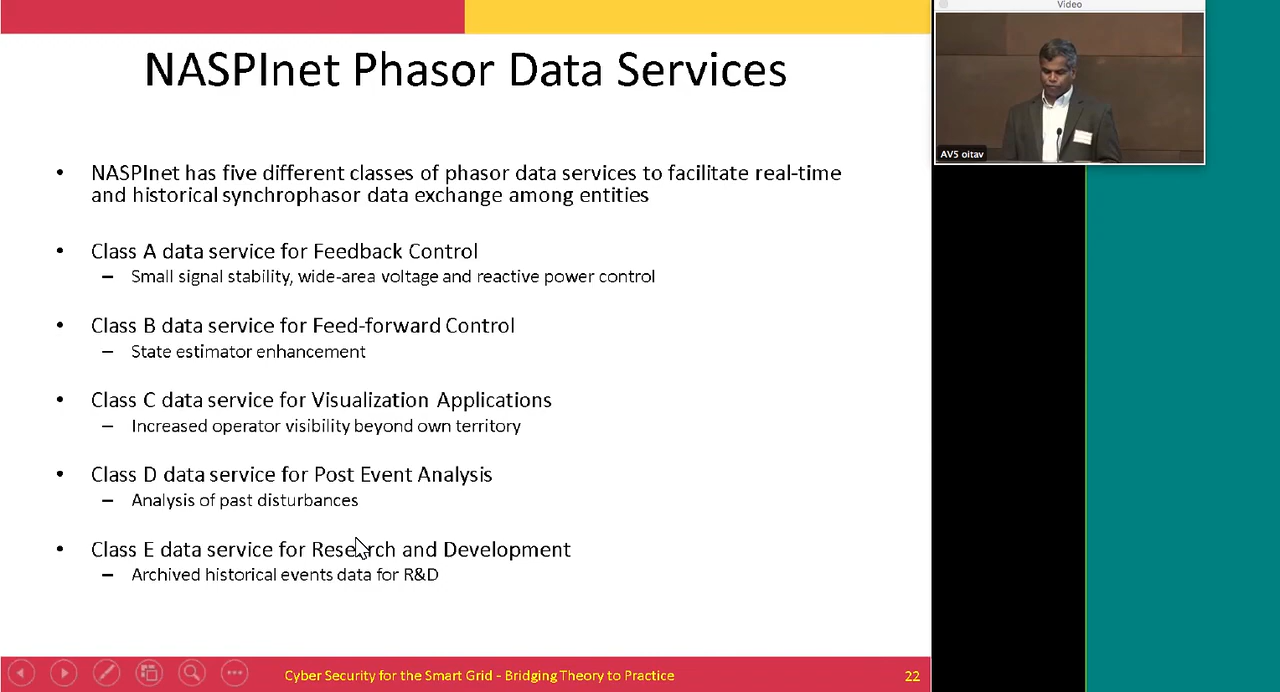 NASPInet Phasor Data Services
• NASPInet has five different classes of phasor data services to facilitate real-time
and historical synchrophasor data exchange among entities
• Class A data service for Feedback Control
– Small signal stability, wide-area voltage and reactive power control
• Class B data service for Feed-forward Control
– State estimator enhancement
• Class C data service for Visualization Applications
– Increased operator visibility beyond own territory
• Class D data service for Post Event Analysis
– Analysis of past disturbances
• Class E data service for Research and Development
– Archived historical events data for R&D
Cyber Security for the Smart Grid - Bridging Theory to Practice
22
Video
AV5 oitav